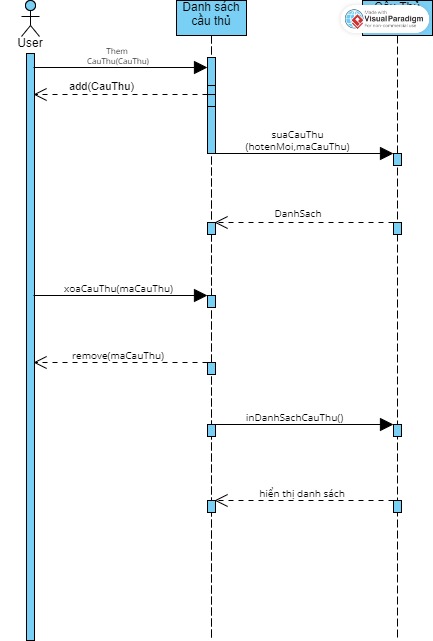 Danh sách
cầu thủ
Cầu Thủ
Made with
Visual Paradigm
For non-commercial use
User
Them
CauThu(CauThu)
add(CauThu)
suaCauThu
(hotenMoi,maCauThu)
DanhSach
xoaCauThu(maCauThu)
remove(maCauThu)
inDanhSachCauThu()
hiển thị danh sách